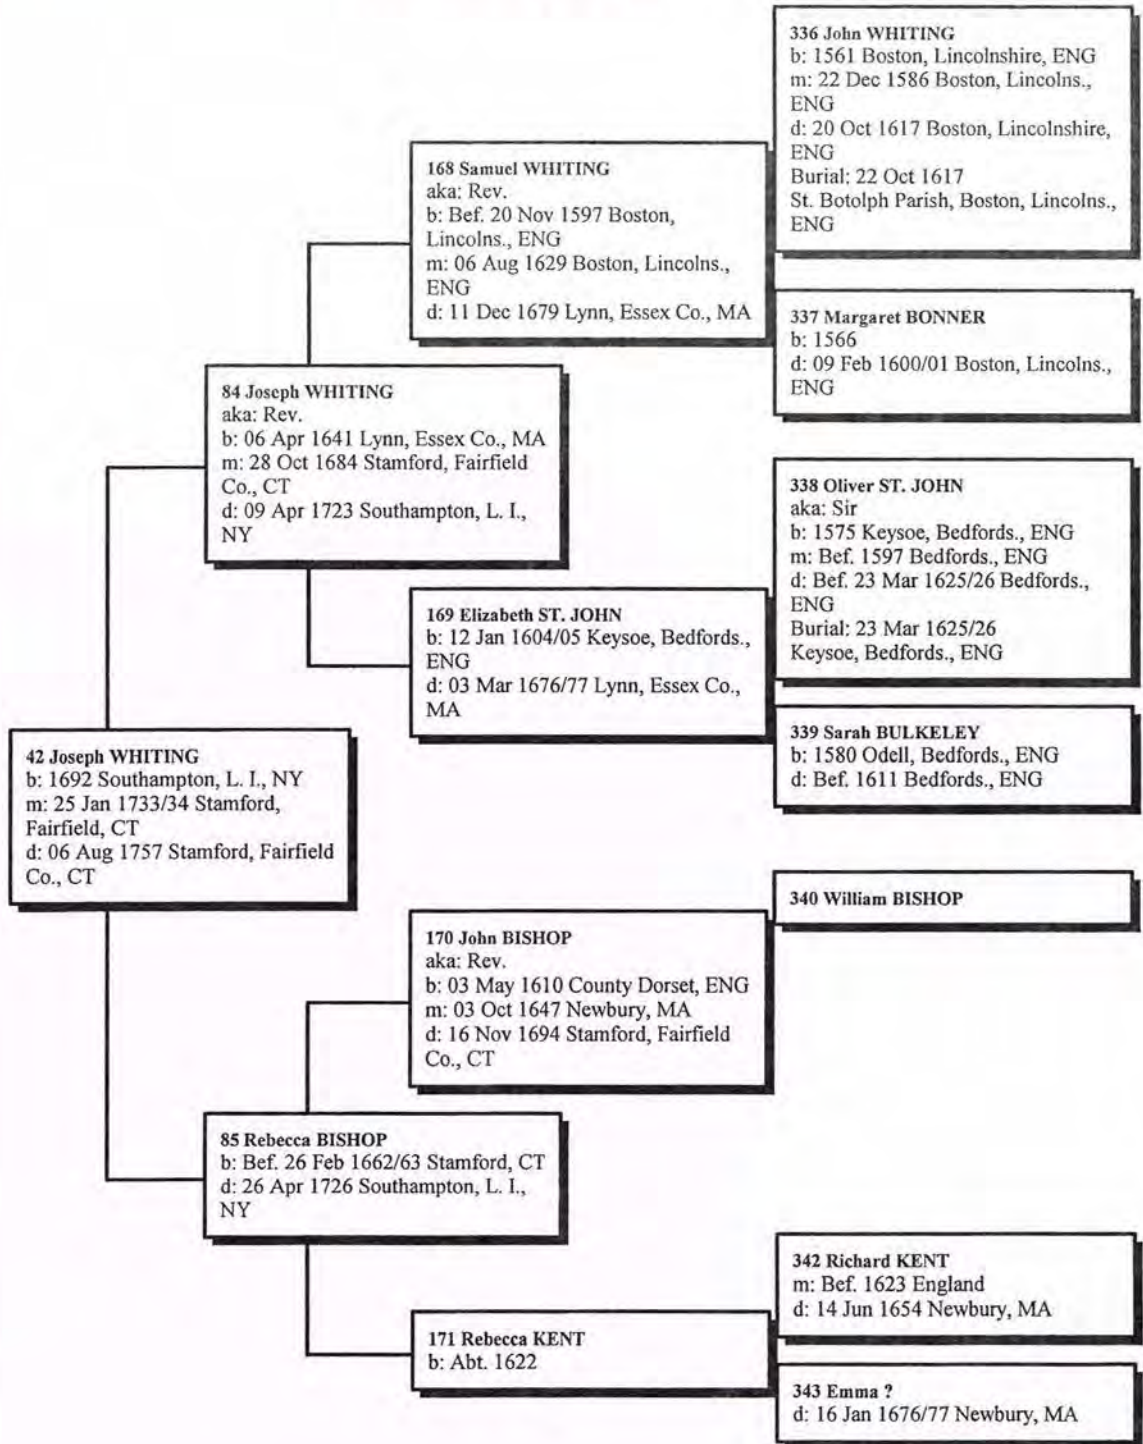 336 John WHITING
b: 1561 Boston, Lincolnshire, ENG
m: 22 Dec 1586 Boston, Lincolns.,
ENG
d: 20 Oct 1617 Boston, Lincolnshire,
ENG
Burial: 22 Oct 1617
St. Botolph Parish, Boston, Lincolns.,
ENG
168 Samuel WHITING
aka: Rev.
b: Bef. 20 Nov 1597 Boston,
Lincolns., ENG
m: 06 Aug 1629 Boston, Lincolns.,
ENG
d: 11 Dec 1679 Lynn, Essex Co., MA
337 Margaret BONNER
b: 1566
d: 09 Feb 1600/01 Boston, Lincolns.,
ENG
84 Joseph WHITING
aka: Rev.
b: 06 Apr 1641 Lynn, Essex Co., MA
m: 28 Oct 1684 Stamford, Fairfield
Co., CT
d: 09 Apr 1723 Southampton, L. I.,
NY
338 Oliver ST. JOHN
aka: Sir
b: 1575 Keysoe, Bedfords., ENG
m: Bef. 1597 Bedfords., ENG
d: Bef. 23 Mar 1625/26 Bedfords.,
ENG
Burial: 23 Mar 1625/26
Keysoe, Bedfords., ENG
169 Elizabeth ST. JOHN
b: 12 Jan 1604/05 Keysoe, Bedfords.,
ENG
d: 03 Mar 1676/77 Lynn, Essex Co.,
MA
339 Sarah BULKELEY
b: 1580 Odell, Bedfords., ENG
d: Bef. 1611 Bedfords., ENG
42 Joseph WHITING
b: 1692 Southampton, L. I., NY
m: 25 Jan 1733/34 Stamford,
Fairfield, CT
d: 06 Aug 1757 Stamford, Fairfield
Co., CT
340 William BISHOP
170 John BISHOP
aka: Rev.
b: 03 May 1610 County Dorset, ENG
m: 03 Oct 1647 Newbury, MA
d: 16 Nov 1694 Stamford, Fairfield
Co., CT
85 Rebecca BISHOP
b: Bef. 26 Feb 1662/63 Stamford, CT
d: 26 Apr 1726 Southampton, L. I.,
NY
342 Richard KENT
m: Bef. 1623 England
d: 14 Jun 1654 Newbury, MA
171 Rebecca KENT
b: Abt. 1622
343 Emma ?
d: 16 Jan 1676/77 Newbury, MA